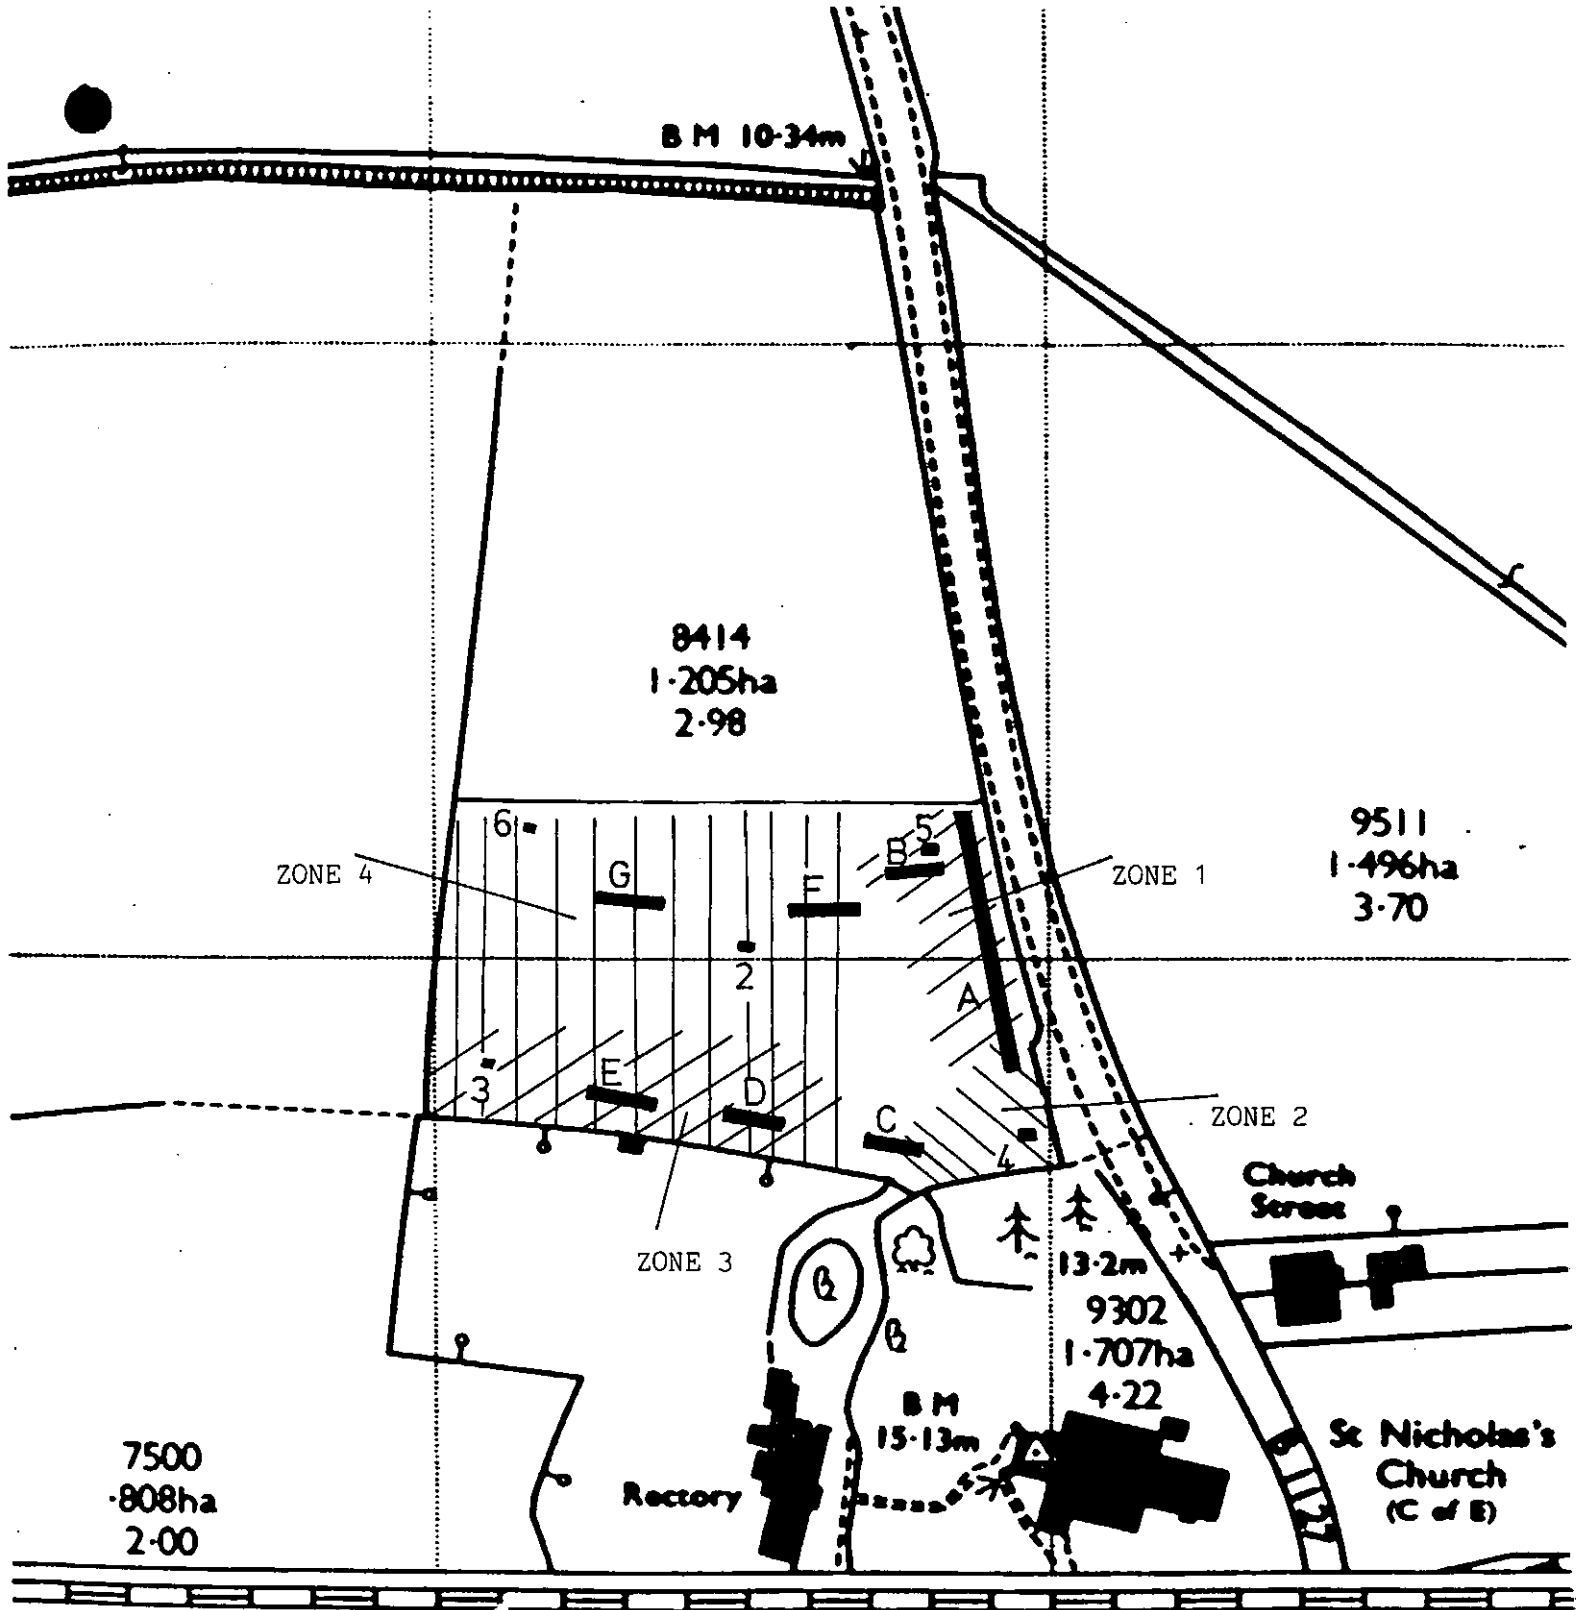 B M 10·34m
8414
1·205ha
2·98
9511
1·496ha
3·70
6
5
B
G
F
ZONE 4
ZONE 1
2
A
3
E
D
C
4
ZONE 2
ZONE 3
Church
Street
13·2m
9302
1·707ha
4·22
B M
15·13m
Rectory
7500
·808ha
2·00
St Nicholas's
Church
(C of E)
B 1127